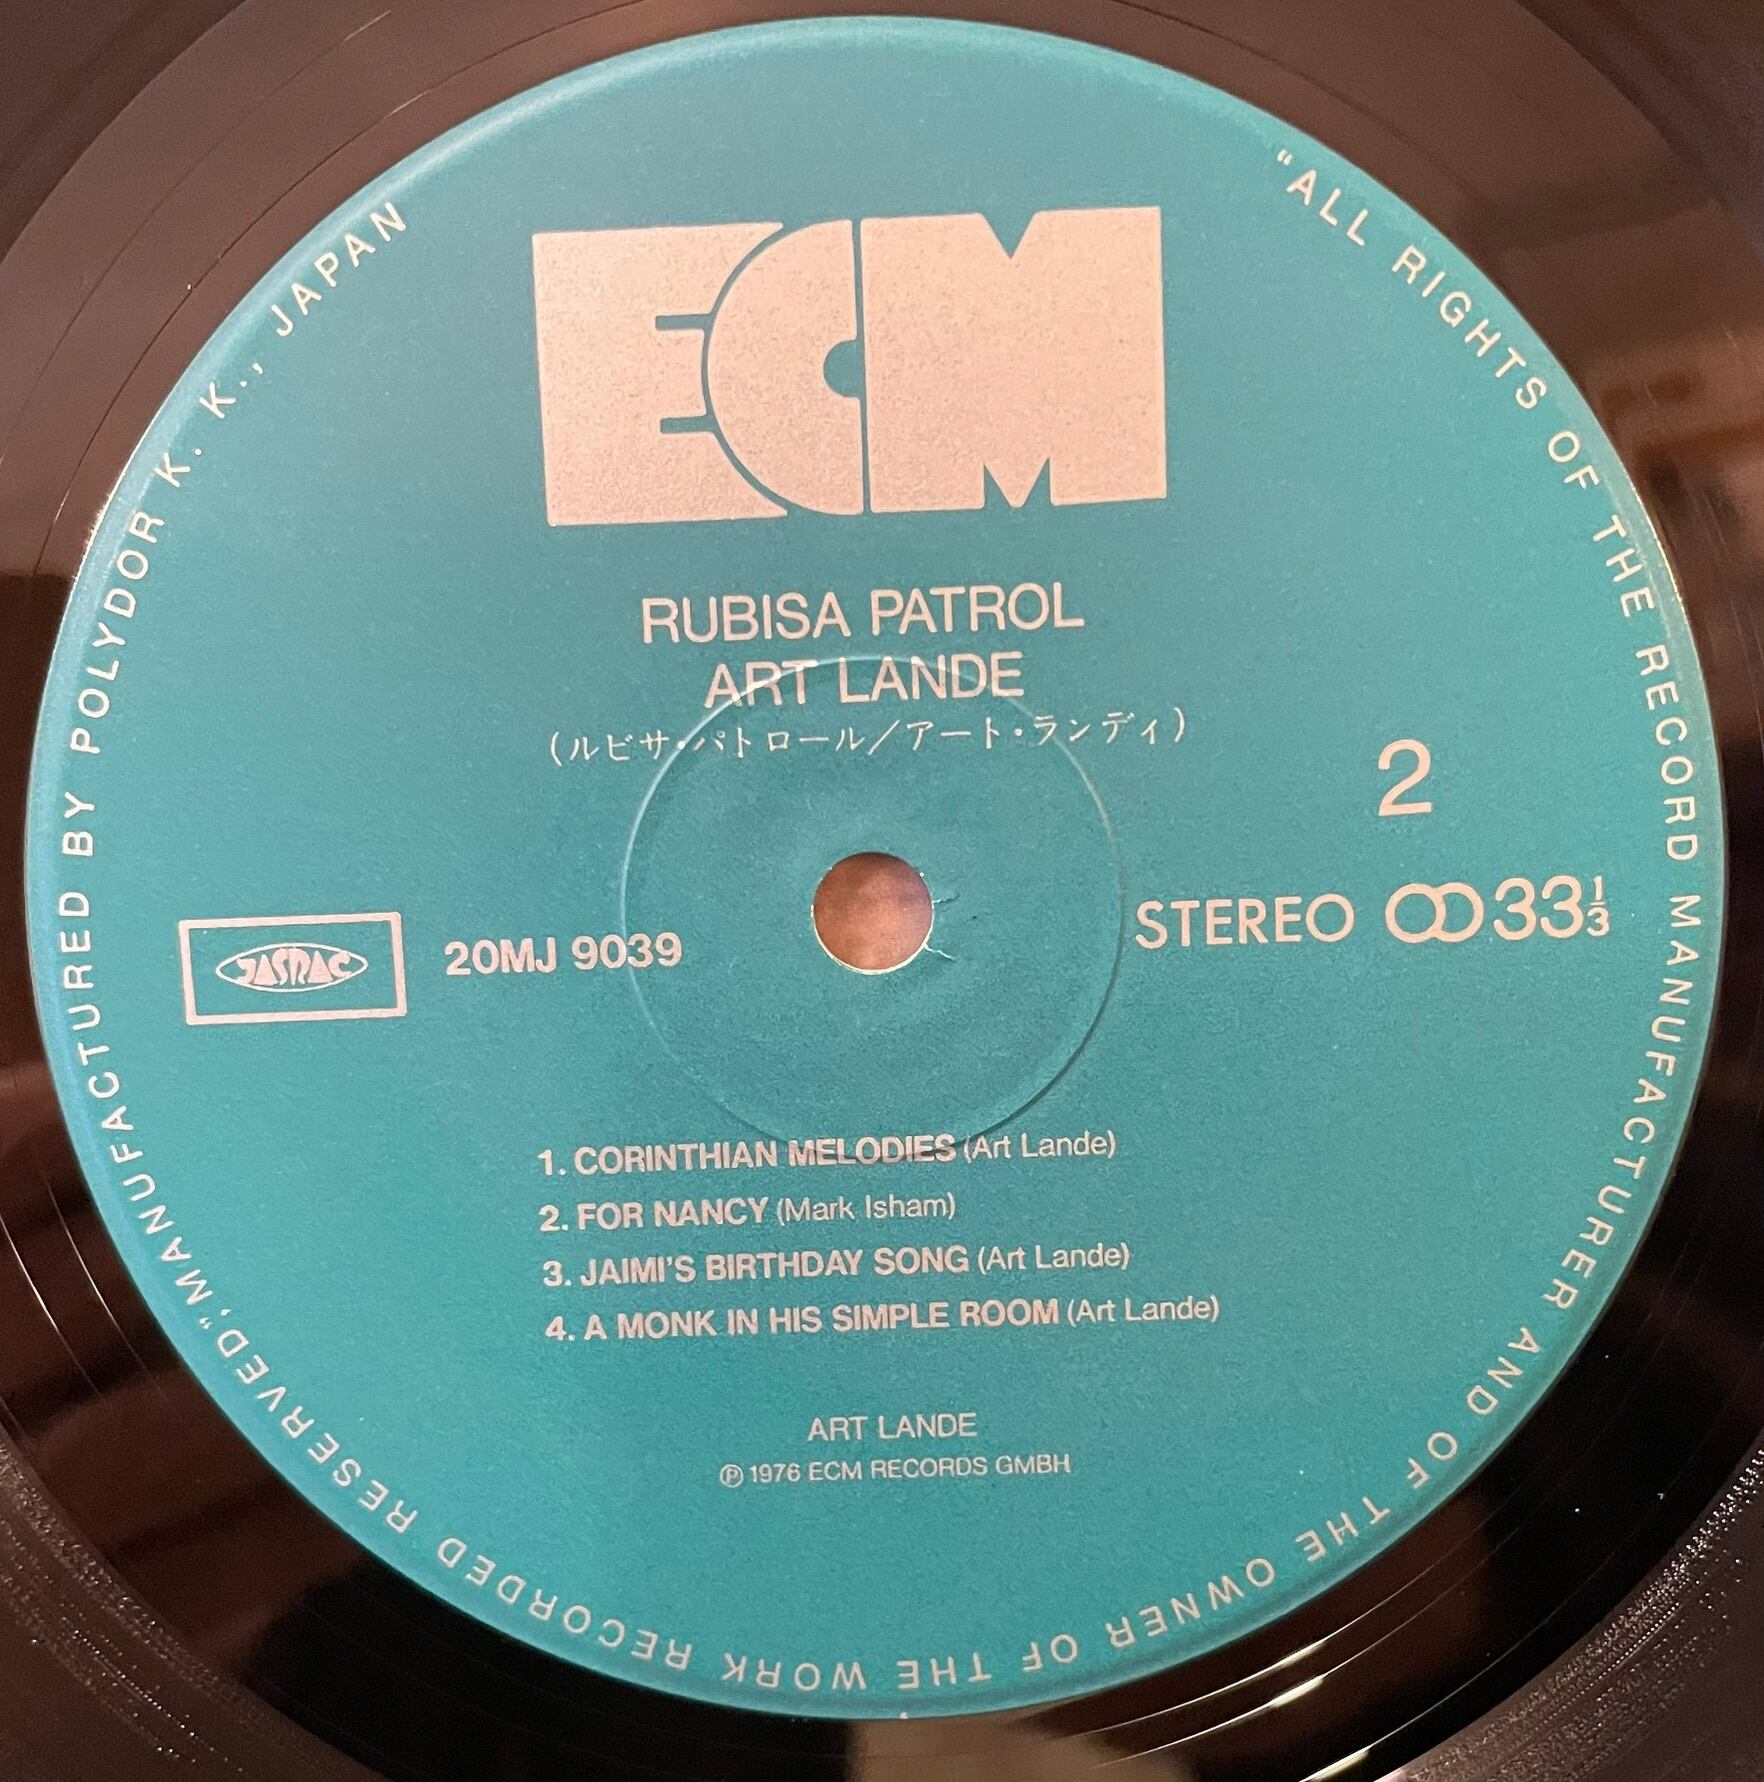 ECM
RUBISA PATROL
ART LANDE
(ルビサ・パトロール／アート・ランディ)
2
STEREO 33⅓
JASRAC
20MJ 9039
1. CORINTHIAN MELODIES (Art Lande)
2. FOR NANCY (Mark Isham)
3. JAIMI'S BIRTHDAY SONG (Art Lande)
4. A MONK IN HIS SIMPLE ROOM (Art Lande)
ART LANDE
℗ 1976 ECM RECORDS GMBH
"ALL RIGHTS OF THE RECORD MANUFACTURER AND OF THE OWNER OF THE WORK RECORDED RESERVED," MANUFACTURED BY POLYDOR K. K., JAPAN